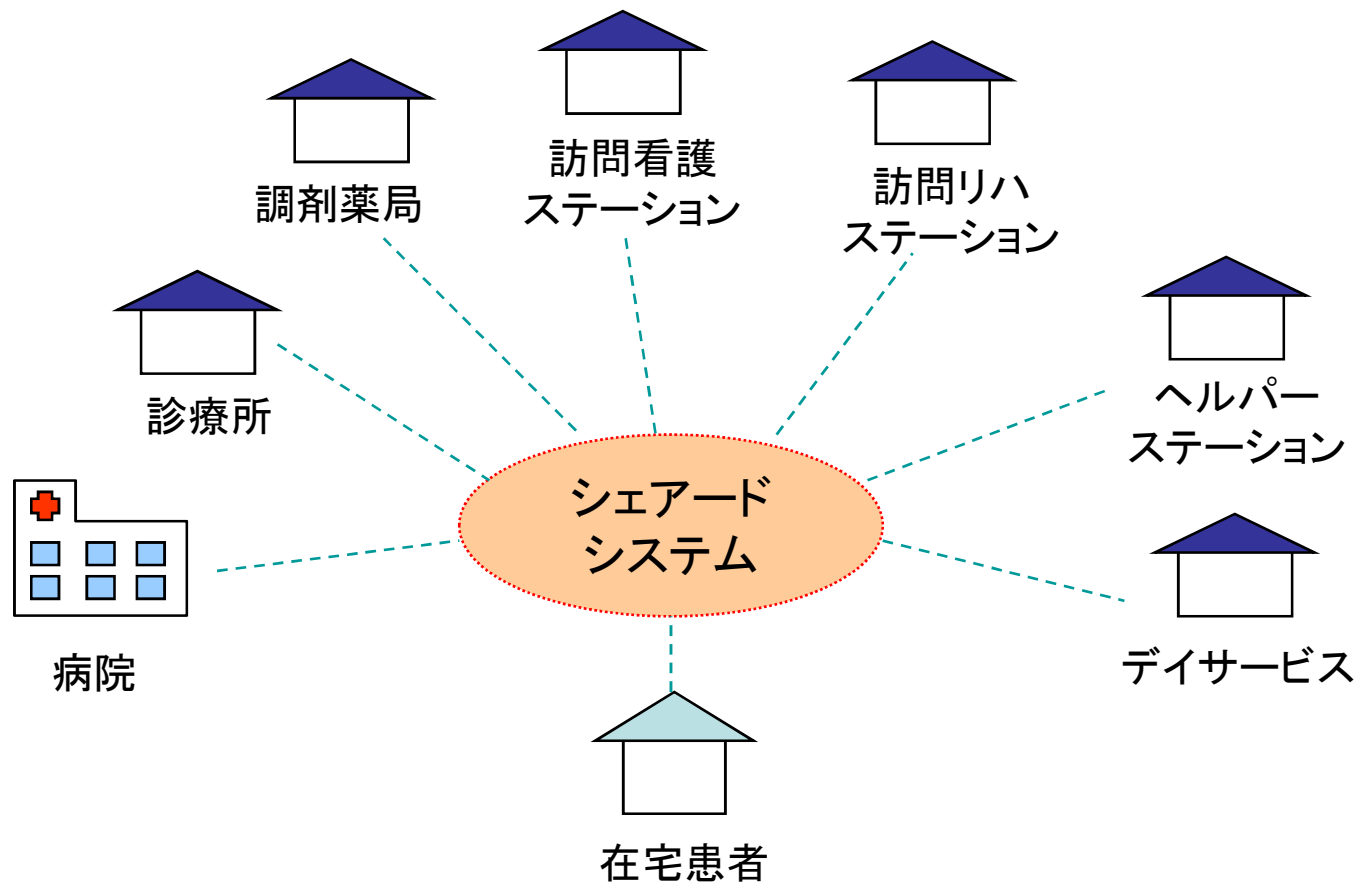 調剤薬局
訪問看護
ステーション
訪問リハ
ステーション
診療所
ヘルパー
ステーション
シェアード
システム
病院
デイサービス
在宅患者